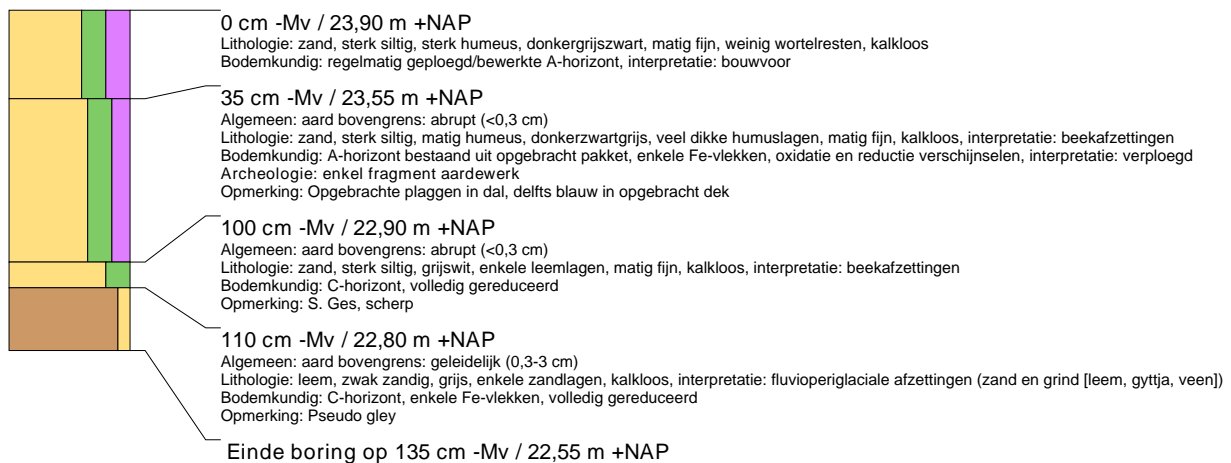 0 cm -Mv / 23,90 m +NAP
Lithologie: zand, sterk siltig, sterk humeus, donkergrijszwart, matig fijn, weinig wortelresten, kalkloos
Bodemkundig: regelmatig geploegd/bewerkte A-horizont, interpretatie: bouwvoor
35 cm -Mv / 23,55 m +NAP
Algemeen: aard bovengrens: abrupt (<0,3 cm)
Lithologie: zand, sterk siltig, matig humeus, donkerzwartgrijs, veel dikke humuslagen, matig fijn, kalkloos, interpretatie: beekafzettingen
Bodemkundig: A-horizont bestaand uit opgebracht pakket, enkele Fe-vlekken, oxidatie en reductie verschijnselen, interpretatie: verploegd
Archeologie: enkel fragment aardewerk
Opmerking: Opgebrachte plaggen in dal, delfts blauw in opgebracht dek
100 cm -Mv / 22,90 m +NAP
Algemeen: aard bovengrens: abrupt (<0,3 cm)
Lithologie: zand, sterk siltig, grijswit, enkele leemlagen, matig fijn, kalkloos, interpretatie: beekafzettingen
Bodemkundig: C-horizont, volledig gereduceerd
Opmerking: S. Ges, scherp
110 cm -Mv / 22,80 m +NAP
Algemeen: aard bovengrens: geleidelijk (0,3-3 cm)
Lithologie: leem, zwak zandig, grijs, enkele zandlagen, kalkloos, interpretatie: fluvioperiglaciale afzettingen (zand en grind [leem, gyttja, veen])
Bodemkundig: C-horizont, enkele Fe-vlekken, volledig gereduceerd
Opmerking: Pseudo gley
Einde boring op 135 cm -Mv / 22,55 m +NAP